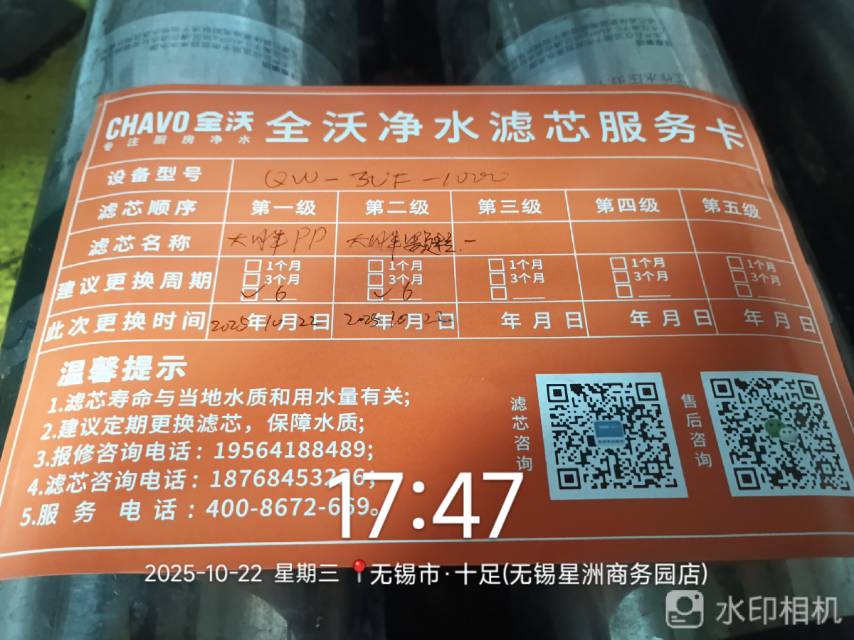 CHAVO 全沃
专注厨房净水
全沃净水滤芯服务卡
设备型号 QW-3UF-1000
滤芯顺序 第一级 第二级 第三级 第四级 第五级
滤芯名称 大胖PP 大胖
建议更换周期 1个月 1个月 1个月 1个月 1个月
3个月 3个月 3个月 3个月 3个月
✓ 6 ✓ 6
此次更换时间 2025年10月22日 2025年10月22日 年 月 日 年 月 日 年 月 日
温馨提示
1.滤芯寿命与当地水质和用水量有关;
2.建议定期更换滤芯，保障水质;
3.报修咨询电话：19564188489;
4.滤芯咨询电话：18768453226;
5.服务电话：400-8672-659。
滤芯咨询
售后咨询
17:47
2025-10-22 星期三 无锡市·十足(无锡星洲商务园店)
水印相机